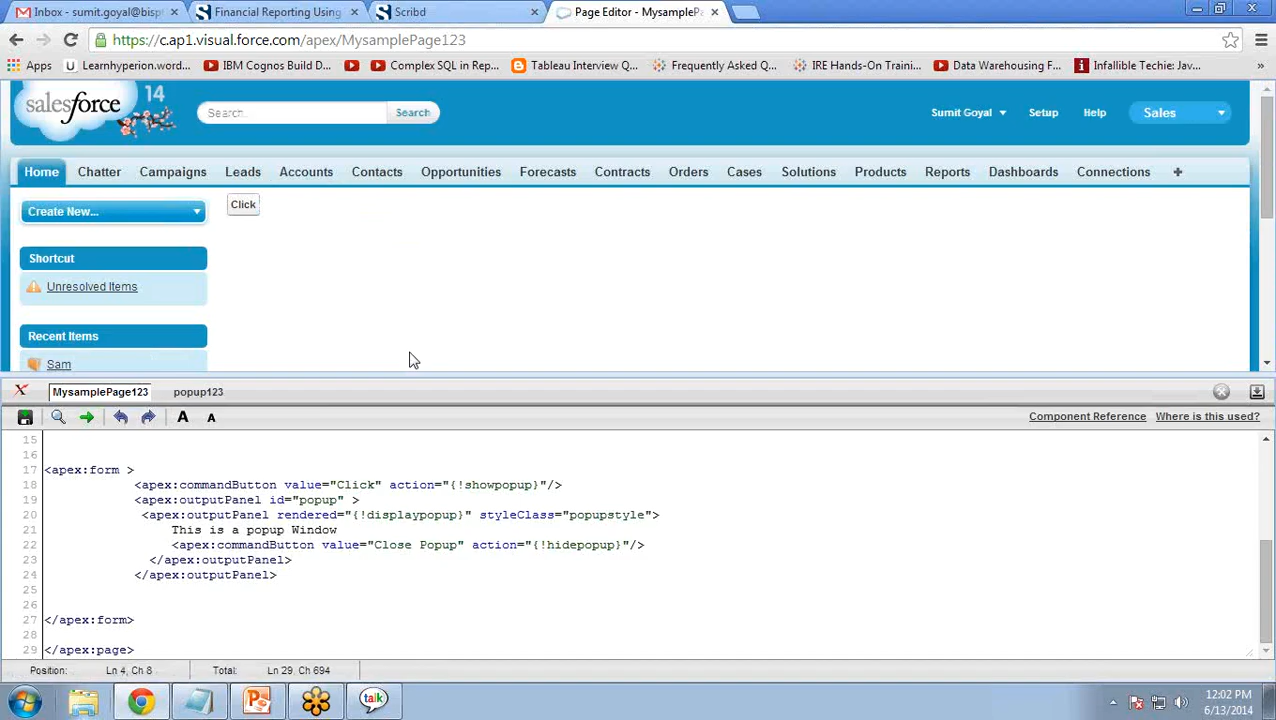 Inbox - sumit.goyal@bisp
Financial Reporting Using
Scribd
Page Editor - MysamplePa
https://c.ap1.visual.force.com/apex/MysamplePage123
Apps
Learnhyperion.word...
IBM Cognos Build D...
Complex SQL in Rep...
Tableau Interview Q...
Frequently Asked Q...
IRE Hands-On Traini...
Data Warehousing F...
Infallible Techie: Jav...
»
salesforce
14
Search...
Search
Sumit Goyal
Setup
Help
Sales
Home
Chatter
Campaigns
Leads
Accounts
Contacts
Opportunities
Forecasts
Contracts
Orders
Cases
Solutions
Products
Reports
Dashboards
Connections
+
Create New...
Click
Shortcut
Unresolved Items
Recent Items
Sam
MysamplePage123
popup123
A
A
Component Reference
Where is this used?
15
16
17 <apex:form >
18 <apex:commandButton value="Click" action="{!showpopup}"/>
19 <apex:outputPanel id="popup" >
20 <apex:outputPanel rendered="{!displaypopup}" styleClass="popupstyle">
21 This is a popup Window
22 <apex:commandButton value="Close Popup" action="{!hidepopup}"/>
23 </apex:outputPanel>
24 </apex:outputPanel>
25
26
27 </apex:form>
28
29 </apex:page>
Position: Ln 4, Ch 8 Total: Ln 29, Ch 694
talk
12:02 PM
6/13/2014